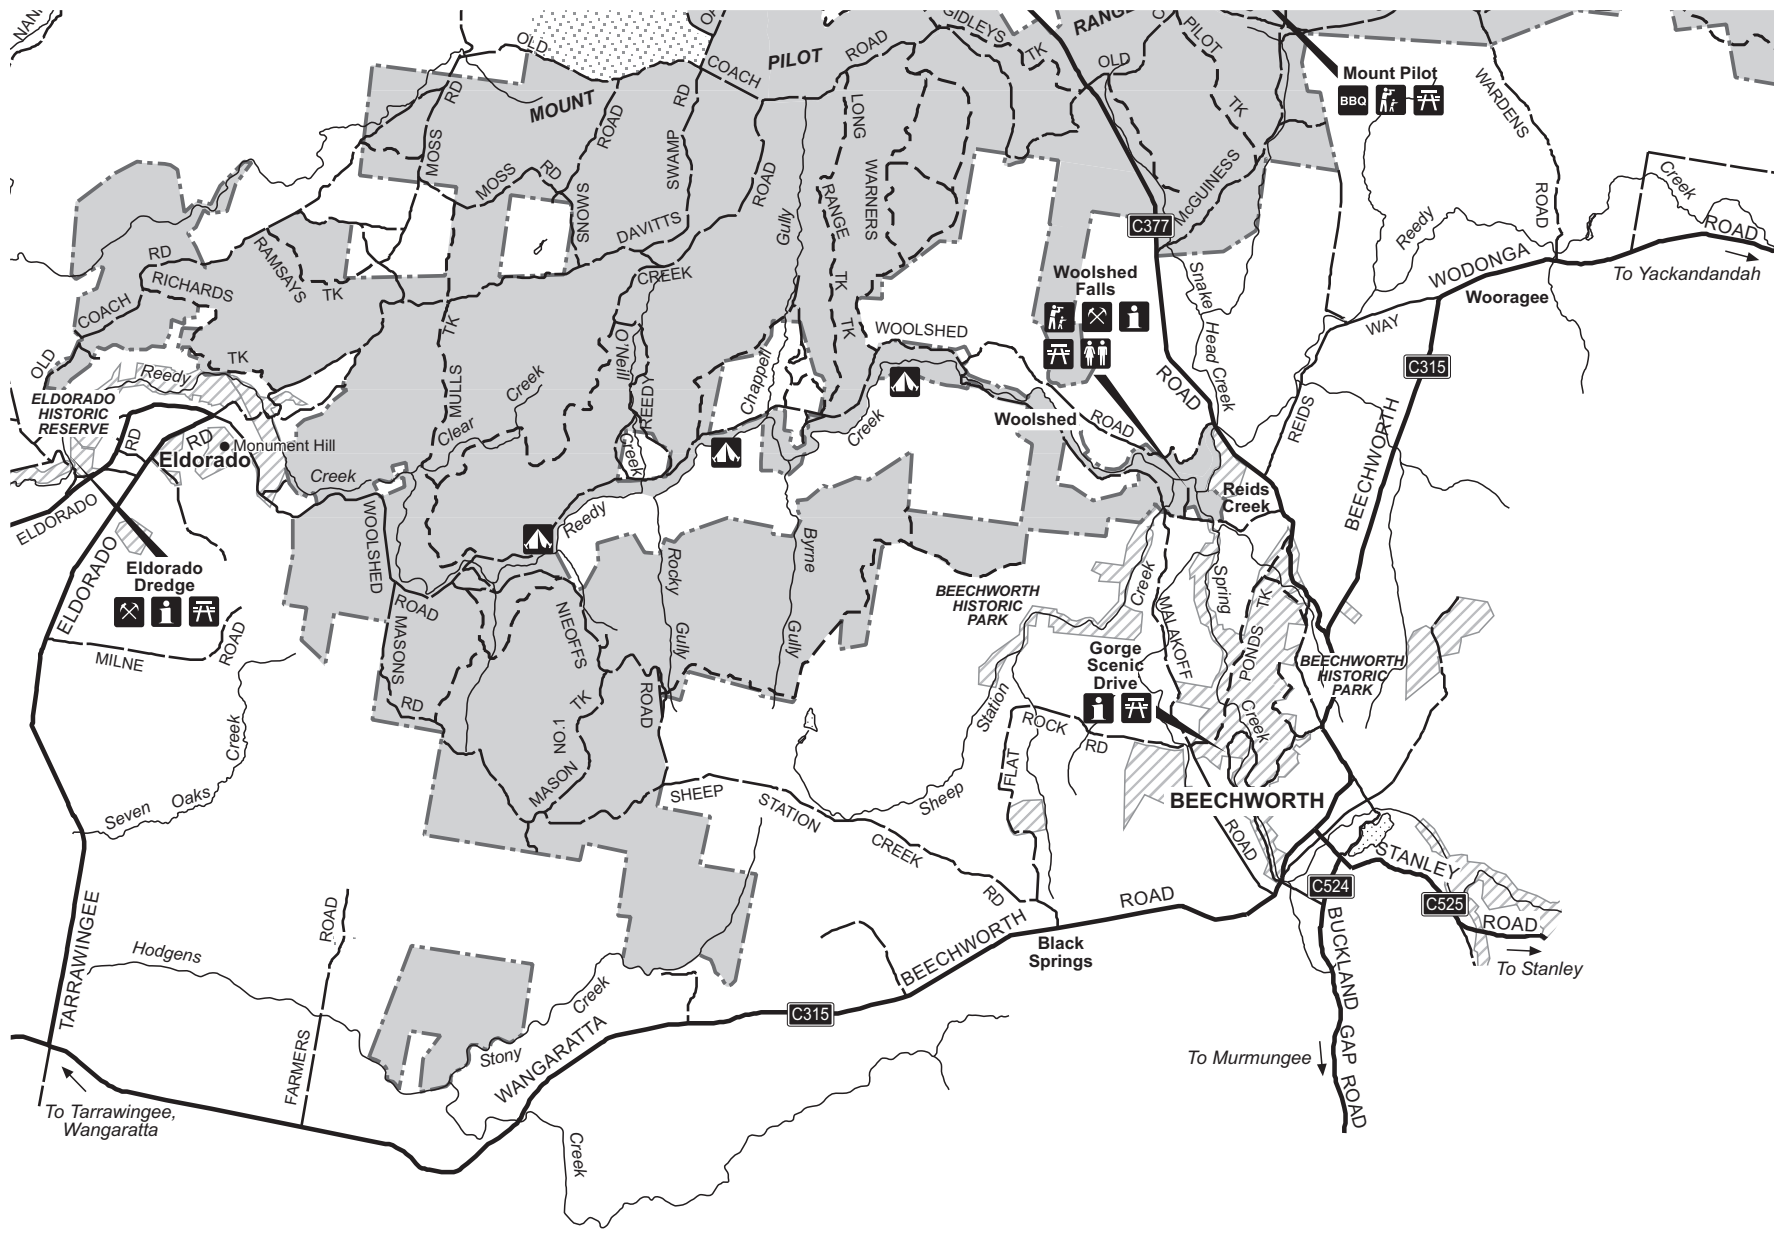 OLD
COACH
ROAD
GIDLEYS
TK
PILOT
MOUNT
OLD
PILOT
TK
Mount Pilot
BBQ
WARDENS
ROAD
MOSS
RD
MOSS
RD
SNOWS
ROAD
SWAMP
RD
DAVITTS
ROAD
CREEK
Gully
LONG
RANGE
TK
WARNERS
TK
McGUINESS
C377
ROAD
Snake
Head Creek
Creek
Reedy
WODONGA
ROAD
To Yackandandah
Wooragee
WAY
REIDS
C315
BEECHWORTH
Woolshed
Falls
WOOLSHED
ROAD
Woolshed
OLD
COACH
RD
RICHARDS
TK
RAMSAYS
TK
MULLS
TK
Reedy
ELDORADO
HISTORIC
RESERVE
RD
RD
Monument Hill
Eldorado
Creek
Clear
Creek
O'Neill
Creek
REEDY
Chappell
Creek
Reedy
ELDORADO
ELDORADO
Eldorado
Dredge
WOOLSHED
ROAD
MASONS
RD
NIEOFFS
TK
NO.1
MASON
ROAD
Rocky
Gully
Byrne
Gully
Reids
Creek
BEECHWORTH
HISTORIC
PARK
Creek
Spring
Creek
MALAKOFF
ROAD
PONDS
TK
BEECHWORTH
HISTORIC
PARK
Gorge
Scenic
Drive
MILNE
ROAD
Seven
Oaks
Creek
Station
Sheep
ROCK
RD
FLAT
SHEEP
STATION
CREEK
RD
BEECHWORTH
STANLEY
ROAD
C524
C525
To Stanley
BUCKLAND
GAP
ROAD
To Murmungee
TARRAWINGEE
Hodgens
FARMERS
ROAD
Stony
Creek
WANGARATTA
C315
BEECHWORTH
ROAD
Black
Springs
To Tarrawingee,
Wangaratta
Creek